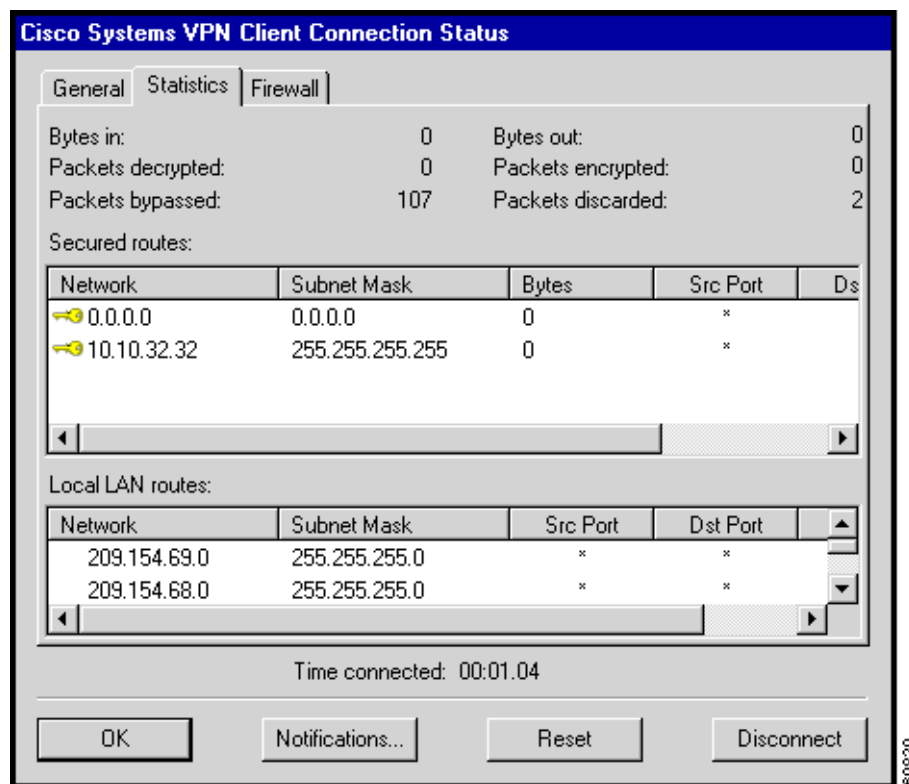 Cisco Systems VPN Client Connection Status
General Statistics Firewall
Bytes in: 0 Bytes out: 0
Packets decrypted: 0 Packets encrypted: 0
Packets bypassed: 107 Packets discarded: 2
Secured routes:
Network Subnet Mask Bytes Src Port Ds
0.0.0.0 0.0.0.0 0 *
10.10.32.32 255.255.255.255 0 *
Local LAN routes:
Network Subnet Mask Src Port Dst Port
209.154.69.0 255.255.255.0 * *
209.154.68.0 255.255.255.0 * *
Time connected: 00:01.04
OK Notifications... Reset Disconnect